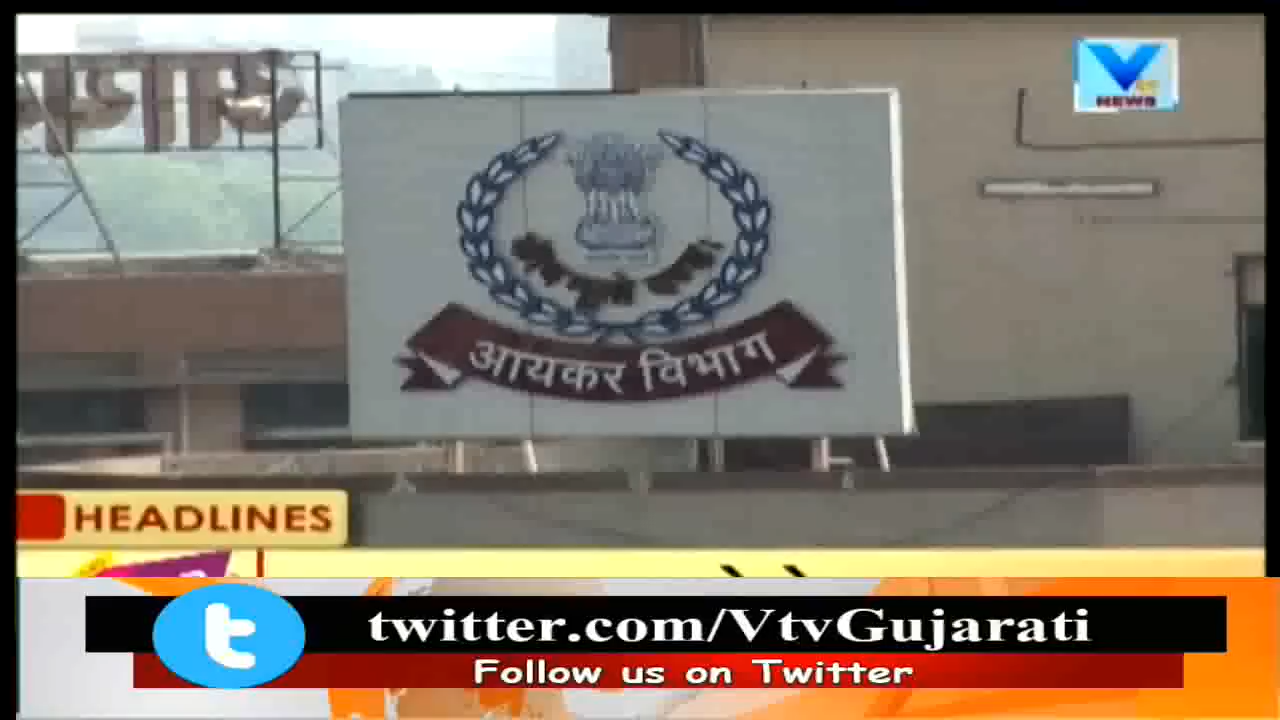 NEWS
आयकर विभाग
HEADLINES
twitter.com/VtvGujarati
Follow us on Twitter